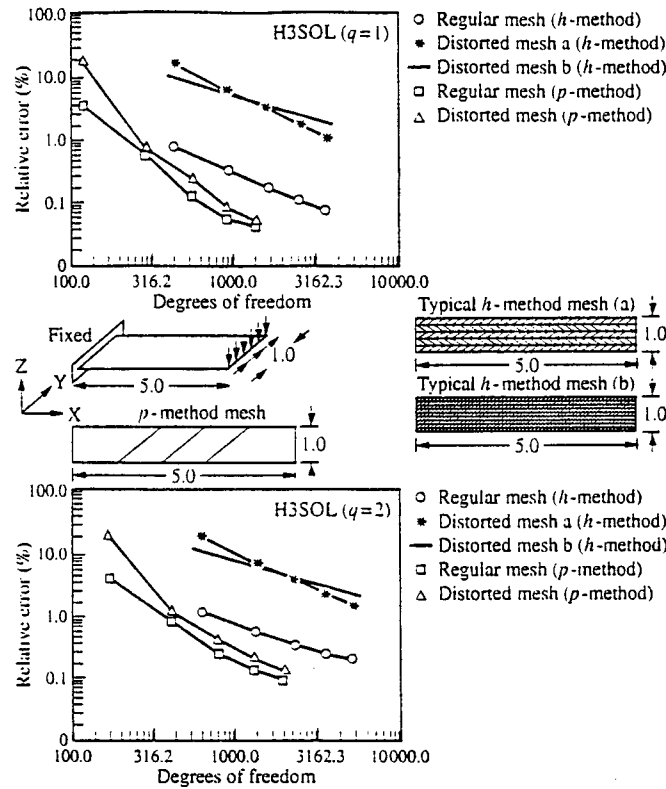 H3SOL (q=1)
Regular mesh (h-method)
Distorted mesh a (h-method)
Distorted mesh b (h-method)
Regular mesh (p-method)
Distorted mesh (p-method)
Relative error (%)
100.0
10.0
1.0
0.1
0
100.0 316.2 1000.0 3162.3 10000.0
Degrees of freedom
Fixed
1.0
5.0
Z
Y
X
p-method mesh
1.0
5.0
Typical h-method mesh (a)
1.0
5.0
Typical h-method mesh (b)
1.0
5.0
H3SOL (q=2)
Regular mesh (h-method)
Distorted mesh a (h-method)
Distorted mesh b (h-method)
Regular mesh (p-method)
Distorted mesh (p-method)
Relative error (%)
100.0
10.0
1.0
0.1
0
100.0 316.2 1000.0 3162.3 10000.0
Degrees of freedom